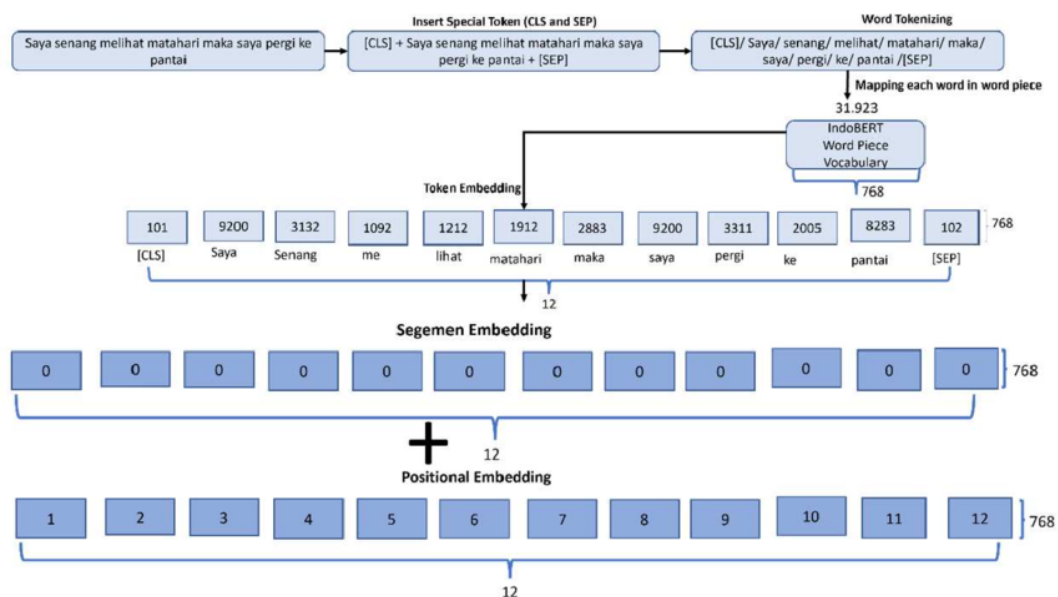 Insert Special Token (CLS and SEP)
Word Tokenizing
Saya senang melihat matahari maka saya pergi ke
pantai
[CLS] + Saya senang melihat matahari maka saya
pergi ke pantai + [SEP]
[CLS]/ Saya/ senang/ melihat/ matahari/ maka/
saya/ pergi/ ke/ pantai /[SEP]
Mapping each word in word piece
31.923
IndoBERT
Word Piece
Vocabulary
768
Token Embedding
101 9200 3132 1092 1212 1912 2883 9200 3311 2005 8283 102 768
[CLS] Saya Senang me lihat matahari maka saya pergi ke pantai [SEP]
12
Segemen Embedding
0 0 0 0 0 0 0 0 0 0 0 0 768
12
Positional Embedding
1 2 3 4 5 6 7 8 9 10 11 12 768
12